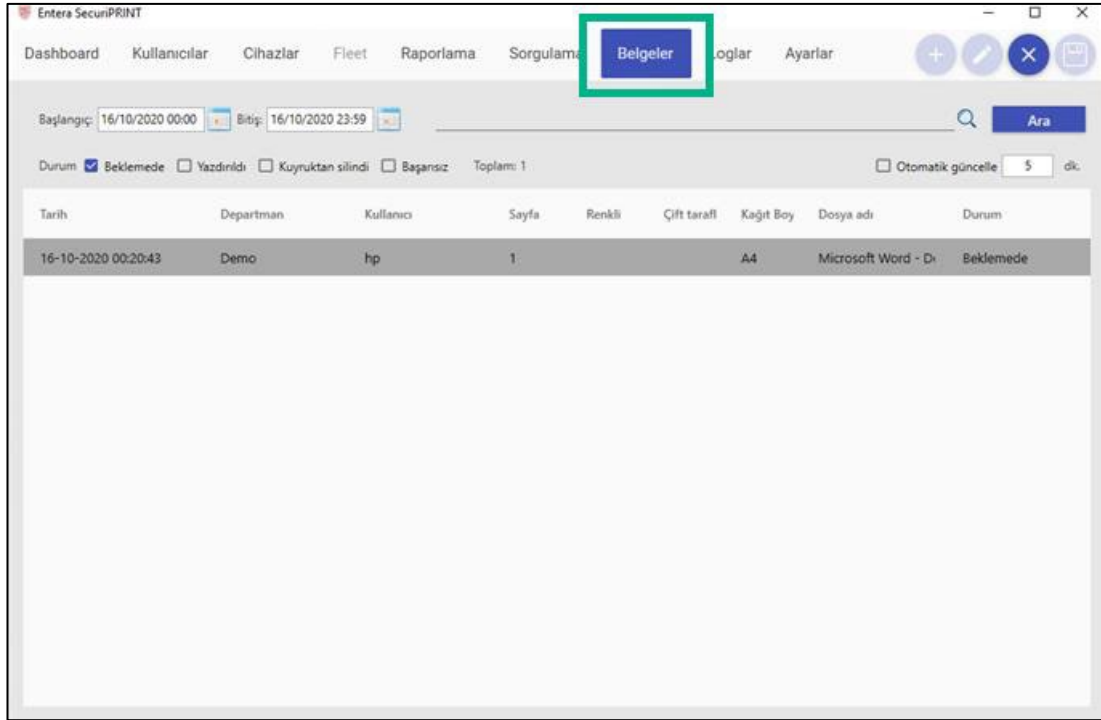 Entera SecuriPRINT
Dashboard Kullanıcılar Cihazlar Fleet Raporlama Sorgulama Belgeler Loglar Ayarlar
Başlangıç: 16/10/2020 00:00 Bitiş: 16/10/2020 23:59 Ara
Durum Beklemede Yazdırıldı Kuyruktan silindi Başarısız Toplam: 1 Otomatik güncelle 5 dk.
Tarih Departman Kullanıcı Sayfa Renkli Çift tarafl Kağıt Boy Dosya adı Durum
16-10-2020 00:20:43 Demo hp 1 A4 Microsoft Word - Beklemede